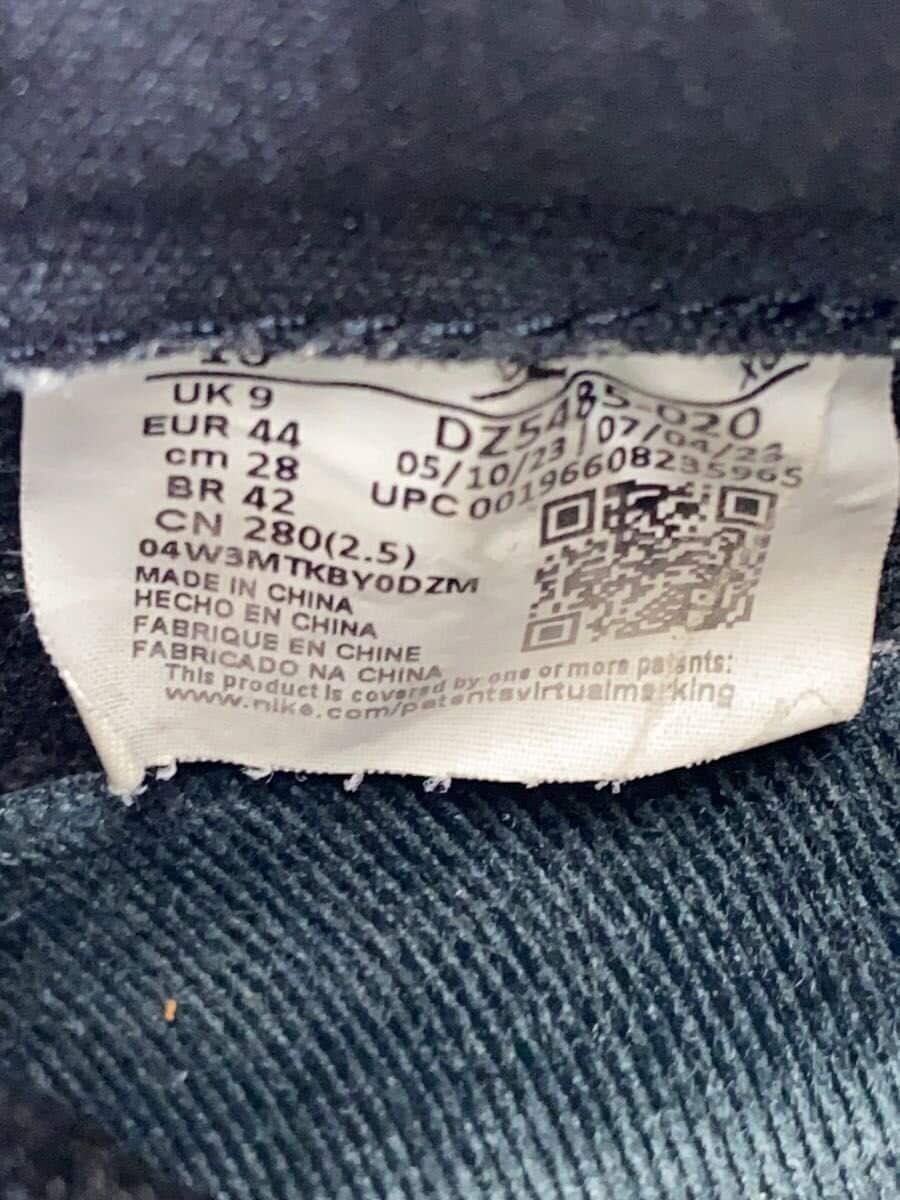 10
UK 9
EUR 44
cm 28
BR 42
CN 280(2.5)
04W3MTKBY0DZM
MADE IN CHINA
HECHO EN CHINA
FABRIQUE EN CHINE
FABRICADO NA CHINA
DZ5485-020
05/10/23 07/04/23
UPC 00196608235965
This product is covered by one or more patents:
www.nike.com/patentsvirtualmarking